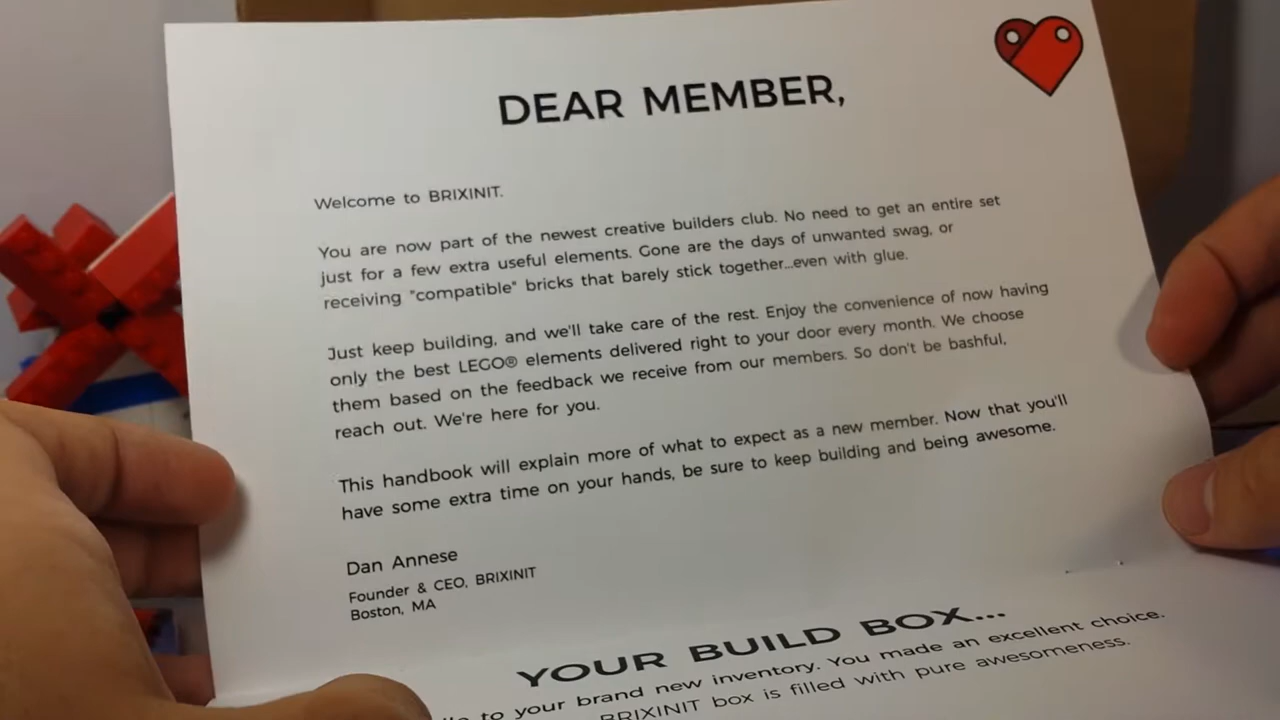 DEAR MEMBER,
Welcome to BRIXINIT.
You are now part of the newest creative builders club. No need to get an entire set
just for a few extra useful elements. Gone are the days of unwanted swag, or
receiving "compatible" bricks that barely stick together...even with glue.
Just keep building, and we'll take care of the rest. Enjoy the convenience of now having
only the best LEGO® elements delivered right to your door every month. We choose
them based on the feedback we receive from our members. So don't be bashful,
reach out. We're here for you.
This handbook will explain more of what to expect as a new member. Now that you'll
have some extra time on your hands, be sure to keep building and being awesome.
Dan Annese
Founder & CEO, BRIXINIT
Boston, MA
YOUR BUILD BOX...
to your brand new inventory. You made an excellent choice.
BRIXINIT box is filled with pure awesomeness.